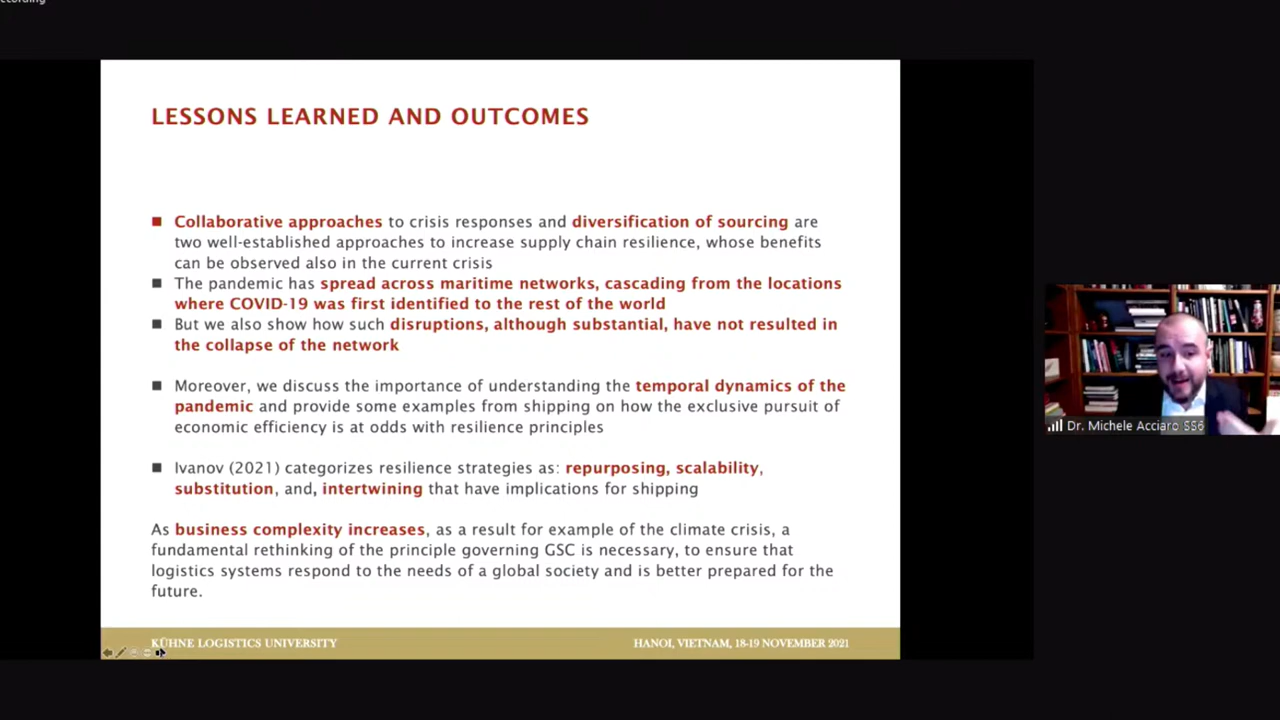 LESSONS LEARNED AND OUTCOMES
Collaborative approaches to crisis responses and diversification of sourcing are
two well-established approaches to increase supply chain resilience, whose benefits
can be observed also in the current crisis
The pandemic has spread across maritime networks, cascading from the locations
where COVID-19 was first identified to the rest of the world
But we also show how such disruptions, although substantial, have not resulted in
the collapse of the network
Moreover, we discuss the importance of understanding the temporal dynamics of the
pandemic and provide some examples from shipping on how the exclusive pursuit of
economic efficiency is at odds with resilience principles
Ivanov (2021) categorizes resilience strategies as: repurposing, scalability,
substitution, and, intertwining that have implications for shipping
As business complexity increases, as a result for example of the climate crisis, a
fundamental rethinking of the principle governing GSC is necessary, to ensure that
logistics systems respond to the needs of a global society and is better prepared for the
future.
KÜHNE LOGISTICS UNIVERSITY
HANOI, VIETNAM, 18-19 NOVEMBER 2021
Dr. Michele Acciaro SS6